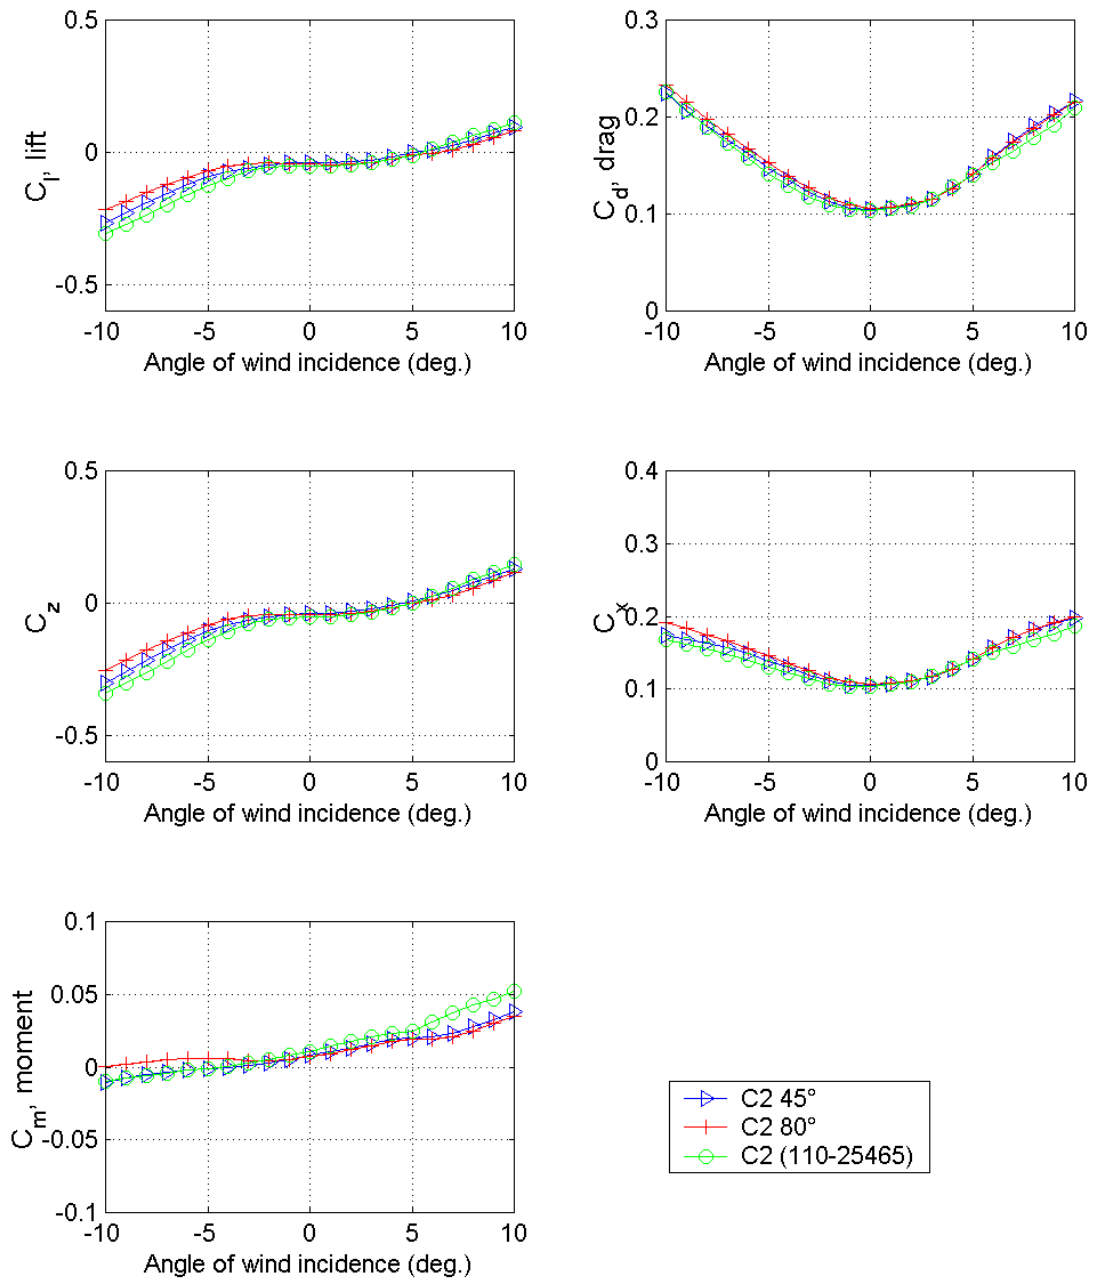 0.5
0
-0.5
C_l, lift
-10 -5 0 5 10
Angle of wind incidence (deg.)
0.3
0.2
0.1
0
C_d, drag
-10 -5 0 5 10
Angle of wind incidence (deg.)
0.5
0
-0.5
C_z
-10 -5 0 5 10
Angle of wind incidence (deg.)
0.4
0.3
0.2
0.1
0
C_x
-10 -5 0 5 10
Angle of wind incidence (deg.)
0.1
0.05
0
-0.05
-0.1
C_m, moment
-10 -5 0 5 10
Angle of wind incidence (deg.)
C2 45°
C2 80°
C2 (110-25465)